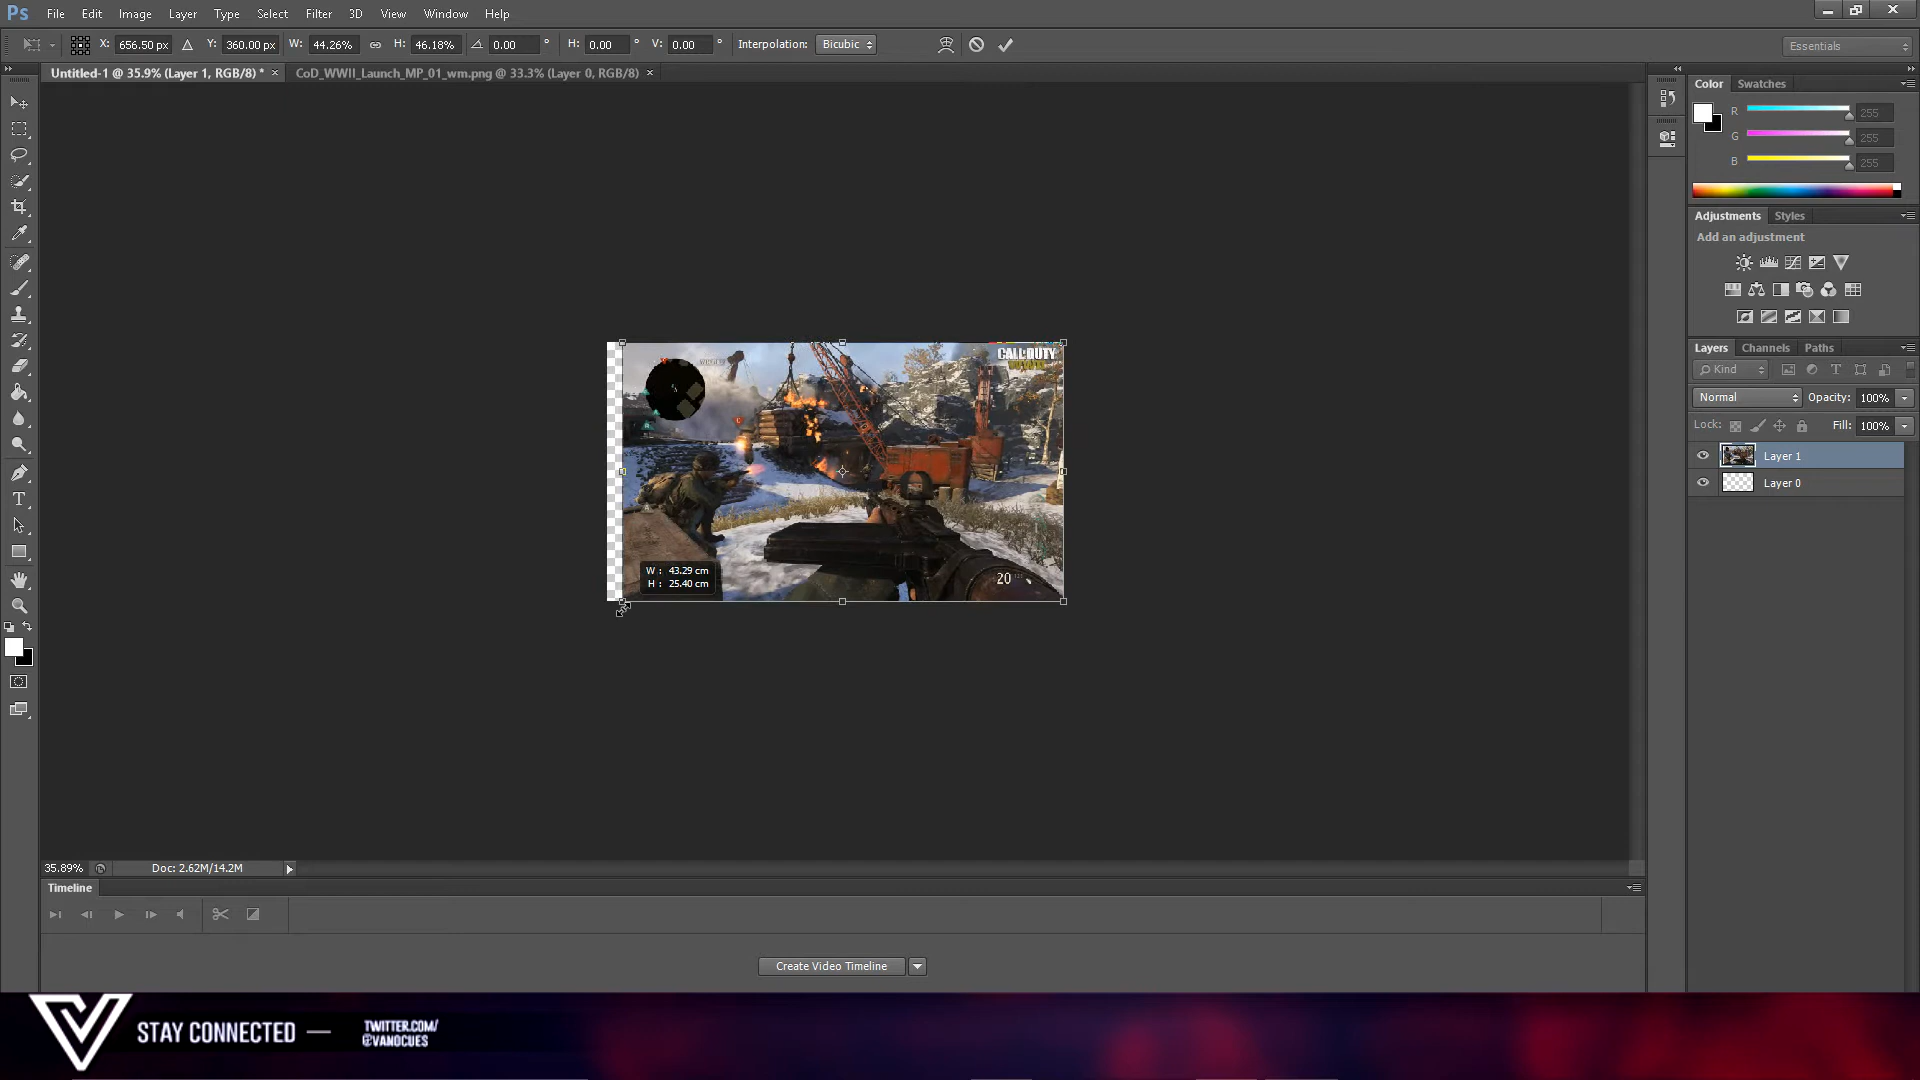 Ps File Edit Image Layer Type Select Filter 3D View Window Help
X: 656.50 px Y: 360.00 px W: 44.26% H: 46.18% 0.00 ° H: 0.00 ° V: 0.00 ° Interpolation: Bicubic Essentials
Untitled-1 @ 35.9% (Layer 1, RGB/8) * × CoD_WWII_Launch_MP_01_wm.png @ 33.3% (Layer 0, RGB/8) ×
Color Swatches
R 255
G 255
B 255
Adjustments Styles
Add an adjustment
Layers Channels Paths
Kind
Normal Opacity: 100%
Lock: Fill: 100%
Layer 1
Layer 0
CALL·DUTY
W : 43.29 cm
H : 25.40 cm
20
35.89% Doc: 2.62M/14.2M
Timeline
Create Video Timeline
STAY CONNECTED —
TWITTER.COM/
@VANOCUES